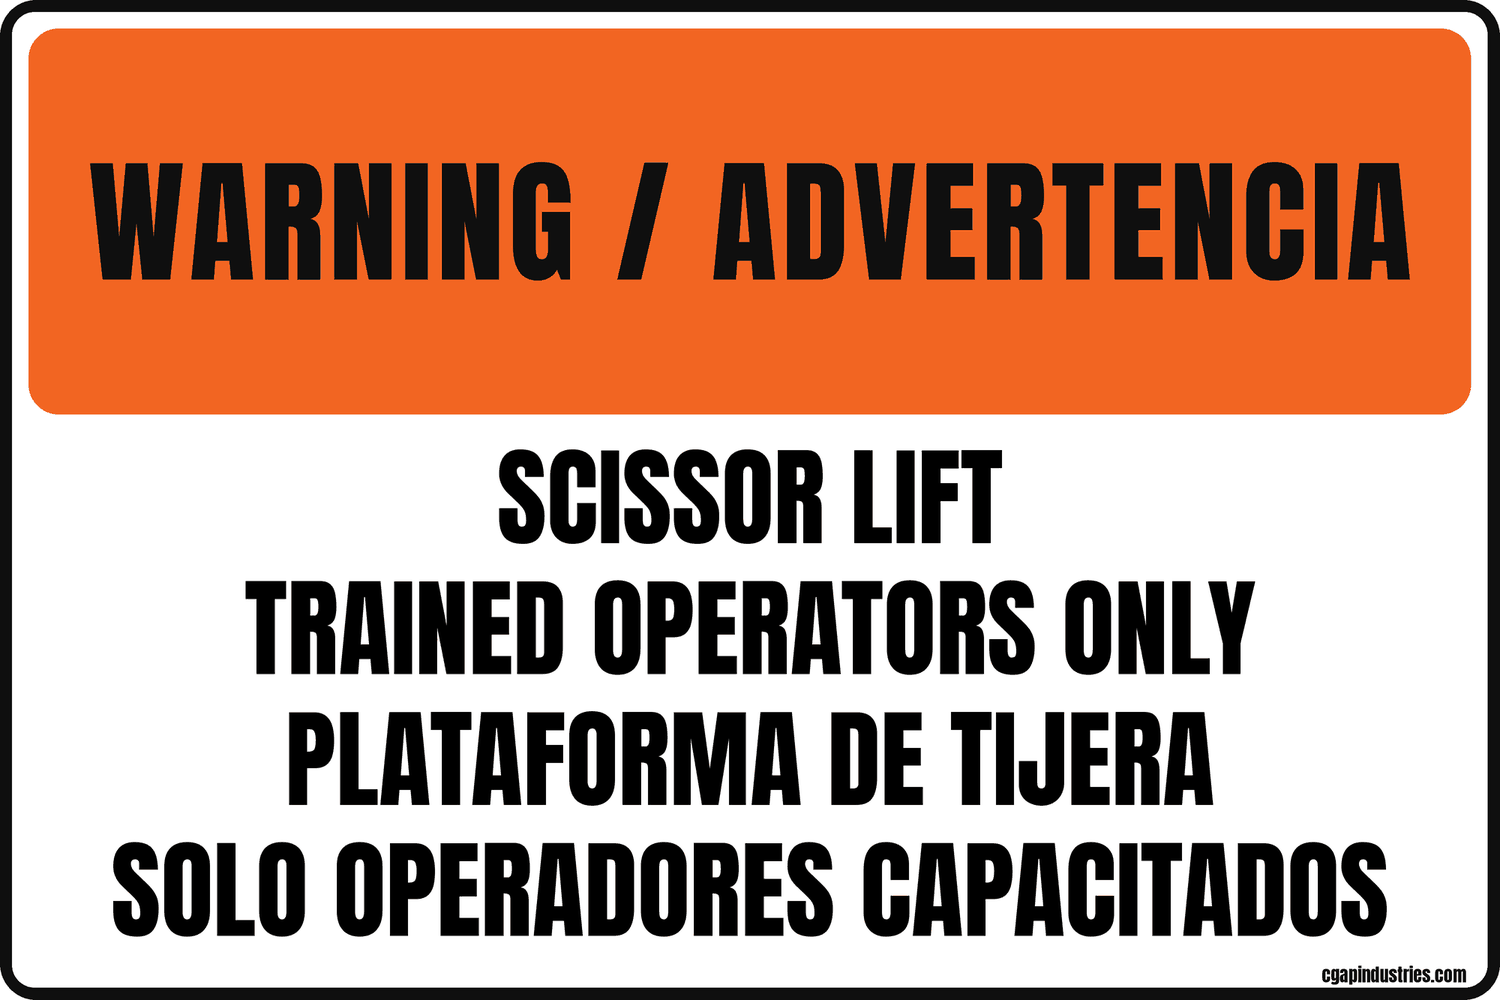 WARNING / ADVERTENCIA
SCISSOR LIFT
TRAINED OPERATORS ONLY
PLATAFORMA DE TIJERA
SOLO OPERADORES CAPACITADOS
cgapindustries.com